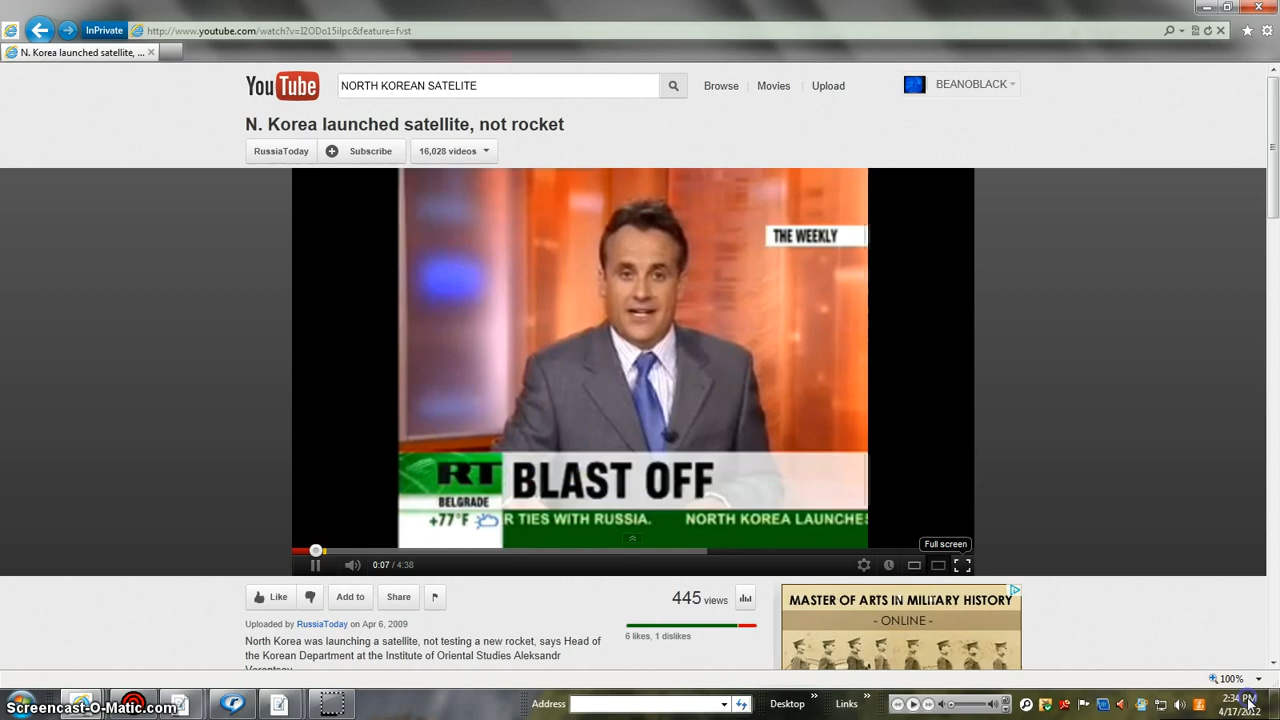 InPrivate
http://www.youtube.com/watch?v=I2ODo15iIpc&feature=fvst
N. Korea launched satellite, ...
YouTube
NORTH KOREAN SATELITE
Browse
Movies
Upload
BEANOBLACK
N. Korea launched satellite, not rocket
RussiaToday
Subscribe
16,028 videos
THE WEEKLY
RT
BLAST OFF
BELGRADE
+77°F
R TIES WITH RUSSIA. NORTH KOREA LAUNCHES
Full screen
0:07 / 4:38
Like
Add to
Share
445 views
6 likes, 1 dislikes
Uploaded by RussiaToday on Apr 6, 2009
North Korea was launching a satellite, not testing a new rocket, says Head of
the Korean Department at the Institute of Oriental Studies Aleksandr
Vorontsov
MASTER OF ARTS IN MILITARY HISTORY
- ONLINE -
100%
Screencast-O-Matic.com
Address
Desktop
Links
2:34 PM
4/17/2012